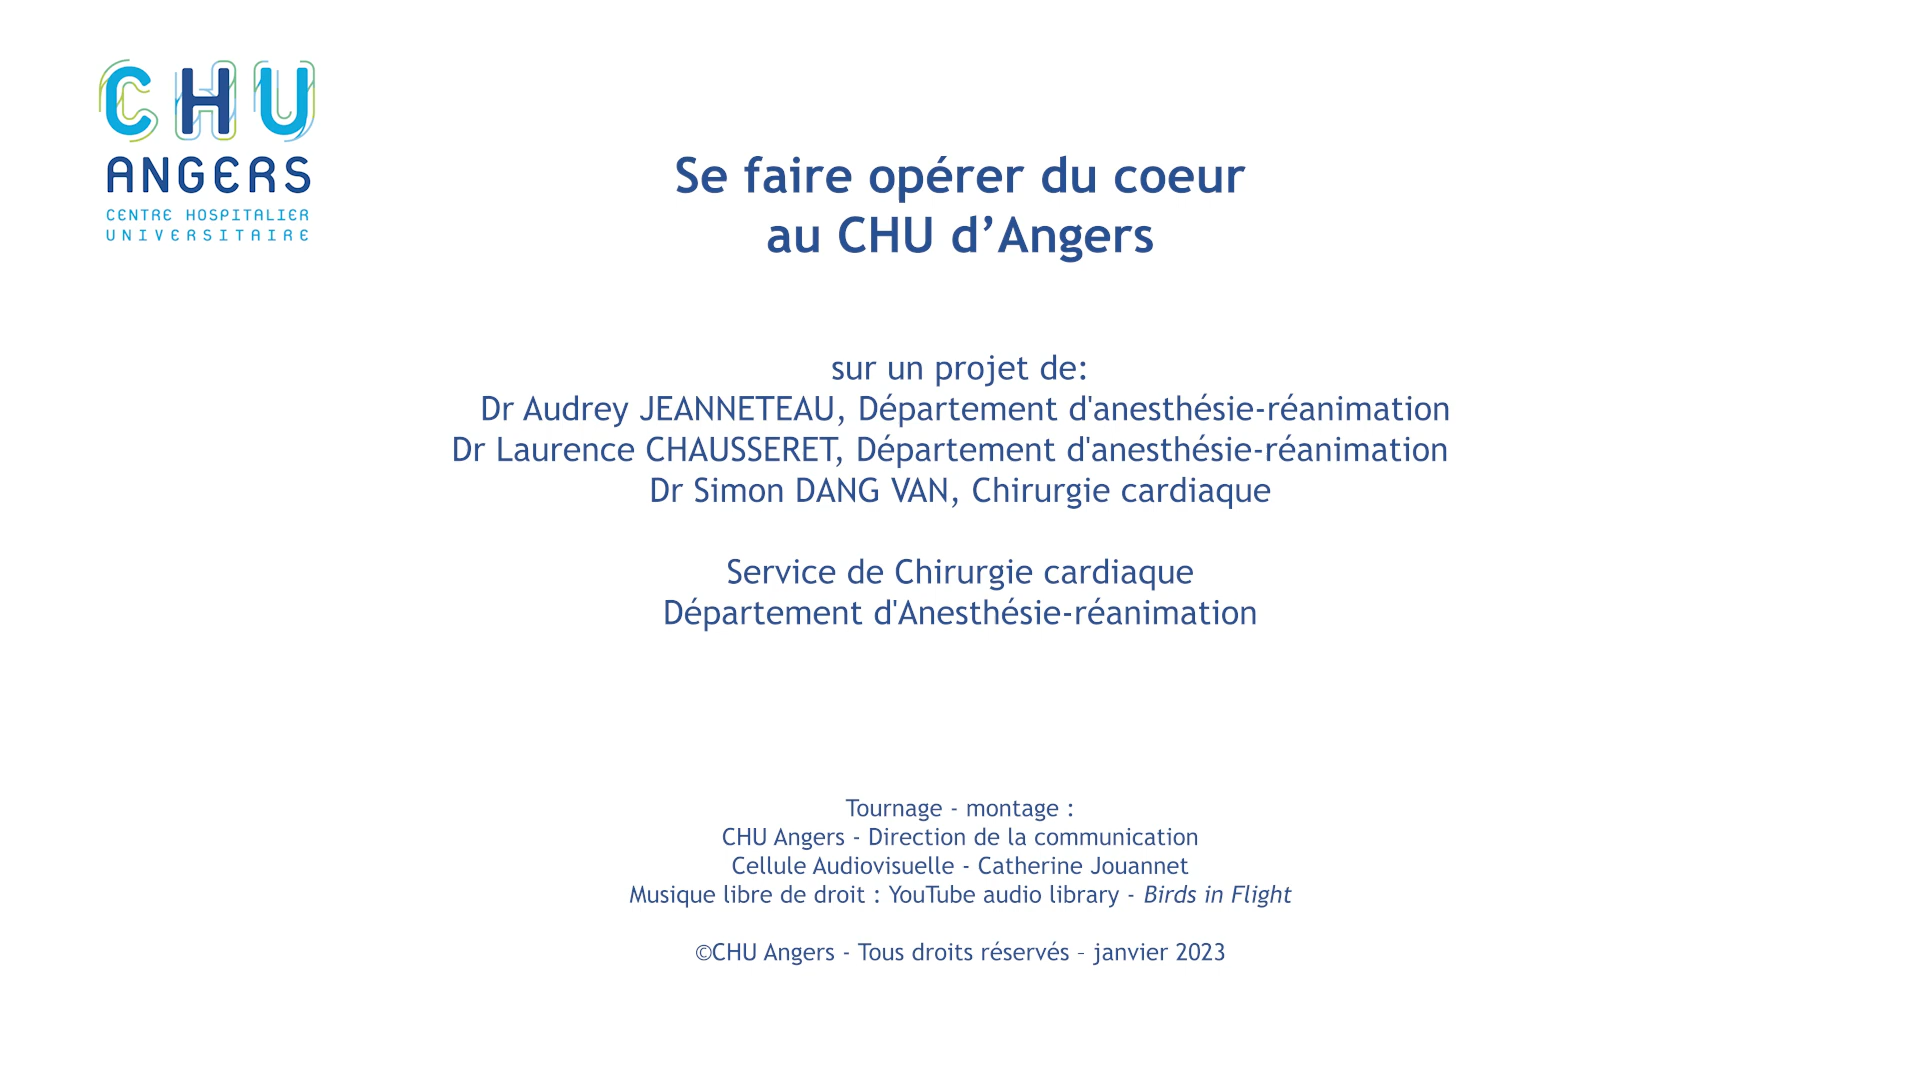 CHU
ANGERS
CENTRE HOSPITALIER
UNIVERSITAIRE
Se faire opérer du coeur
au CHU d’Angers
sur un projet de:
Dr Audrey JEANNETEAU, Département d'anesthésie-réanimation
Dr Laurence CHAUSSERET, Département d'anesthésie-réanimation
Dr Simon DANG VAN, Chirurgie cardiaque
Service de Chirurgie cardiaque
Département d'Anesthésie-réanimation
Tournage - montage :
CHU Angers - Direction de la communication
Cellule Audiovisuelle - Catherine Jouannet
Musique libre de droit : YouTube audio library - Birds in Flight
©CHU Angers - Tous droits réservés – janvier 2023